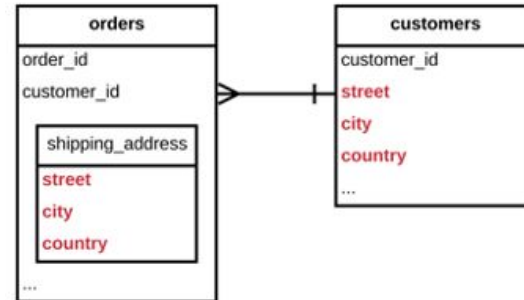 orders
order_id
customer_id
shipping_address
street
city
country
...
customers
customer_id
street
city
country
...